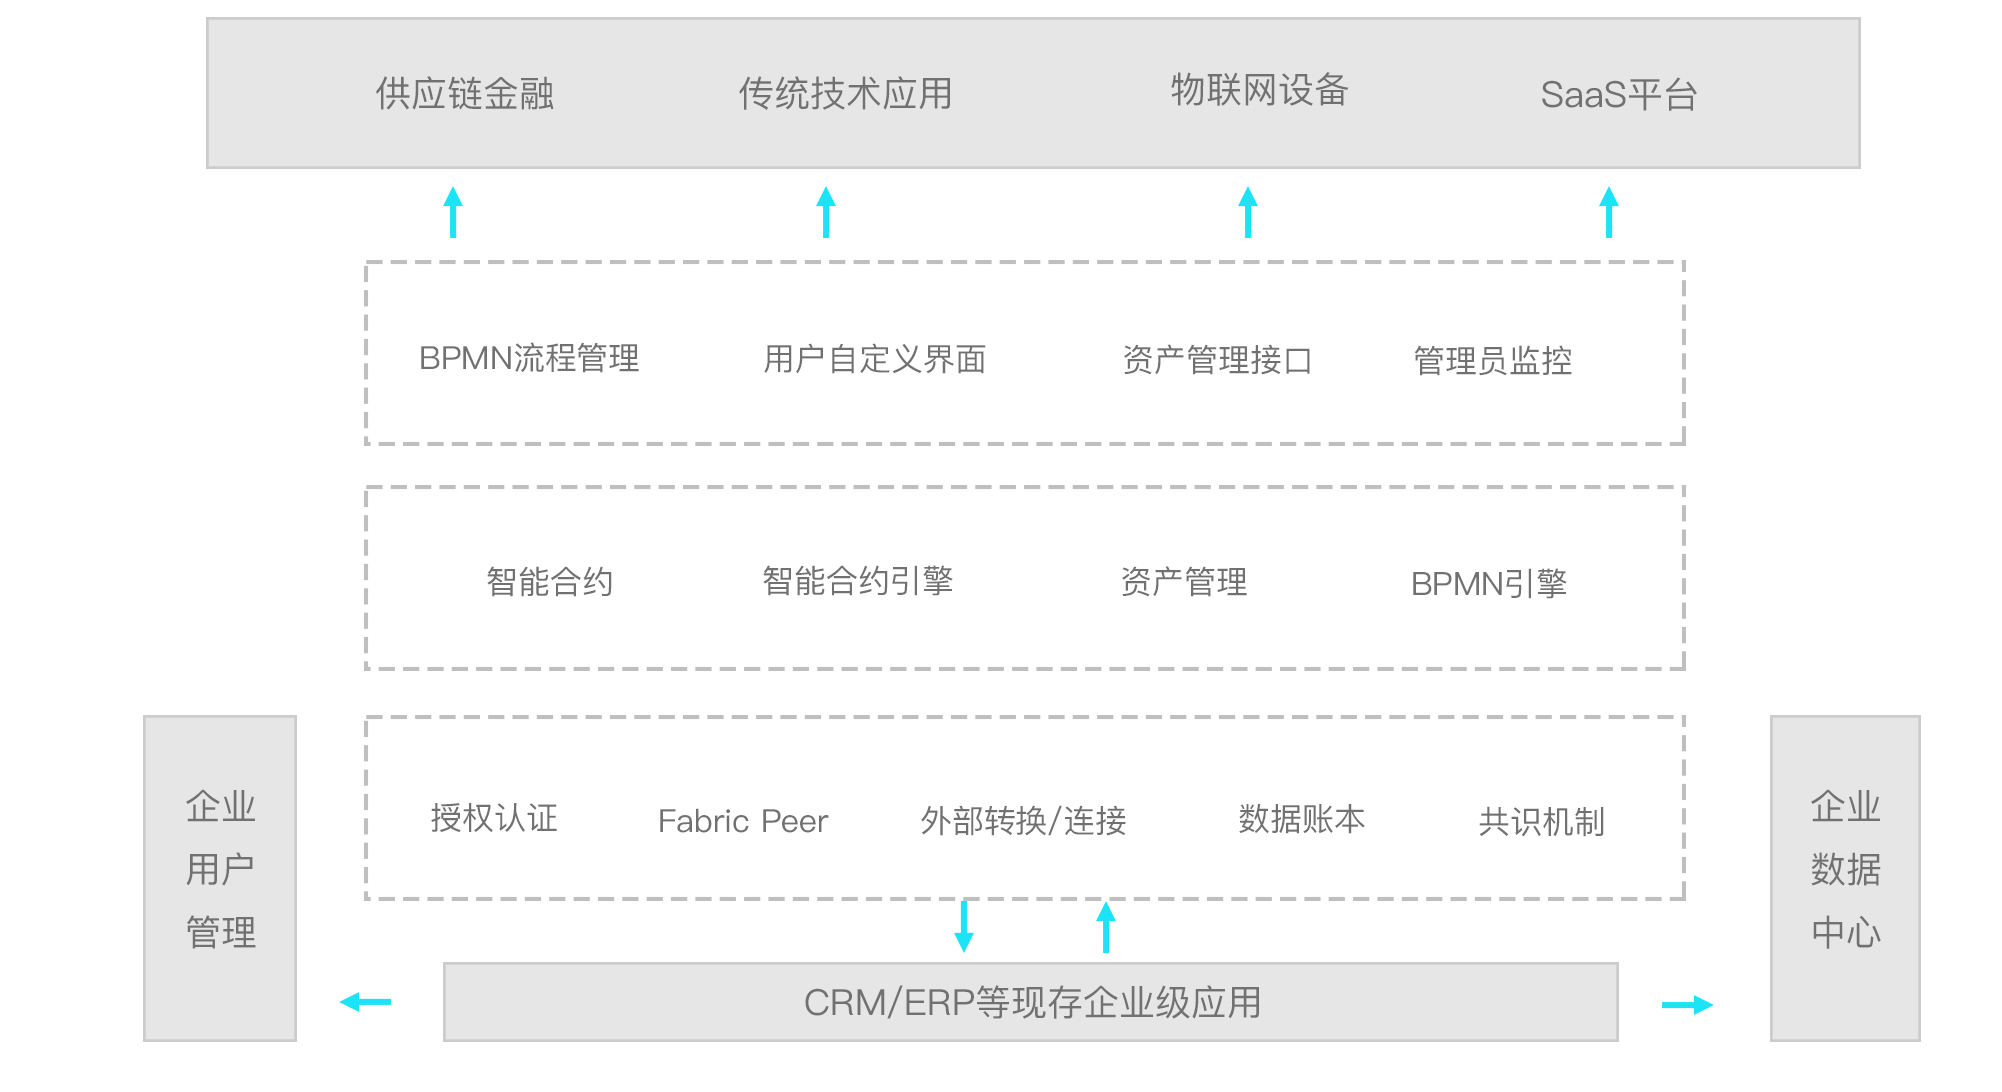 供应链金融
传统技术应用
物联网设备
SaaS平台
BPMN流程管理
用户自定义界面
资产管理接口
管理员监控
智能合约
智能合约引擎
资产管理
BPMN引擎
授权认证
Fabric Peer
外部转换/连接
数据账本
共识机制
企业
用户
管理
企业
数据
中心
CRM/ERP等现存企业级应用